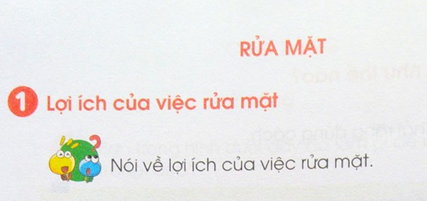 RỬA MẶT
1 Lợi ích của việc rửa mặt
Nói về lợi ích của việc rửa mặt.